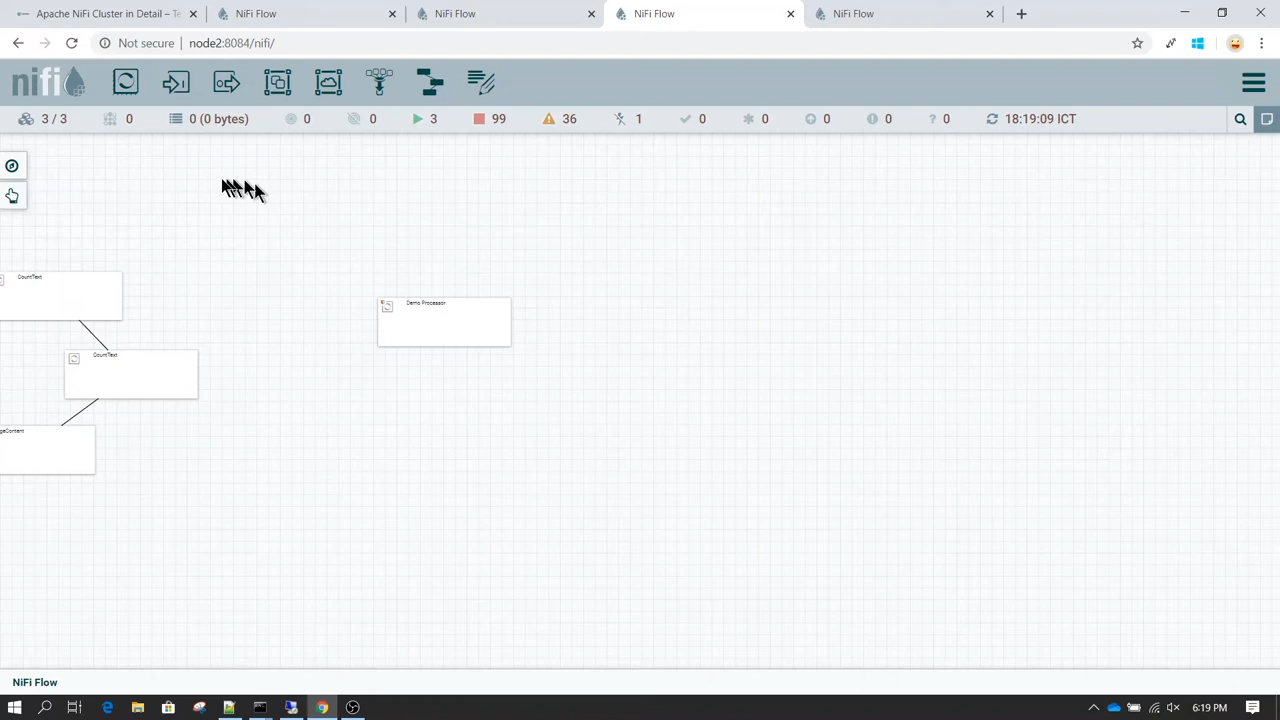 Apache NiFi Cluster in Detail – Te
NiFi Flow
NiFi Flow
NiFi Flow
NiFi Flow
Not secure
node2:8084/nifi/
nifi
3 / 3
0
0 (0 bytes)
0
0
3
99
36
1
0
0
0
0
0
18:19:09 ICT
CountText
Demo Processor
CountText
geContent
NiFi Flow
6:19 PM